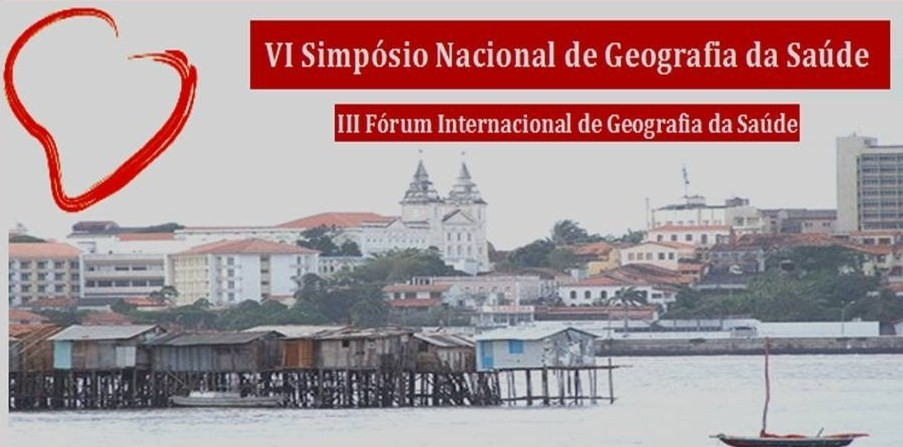 VI Simpósio Nacional de Geografia da Saúde
III Fórum Internacional de Geografia da Saúde